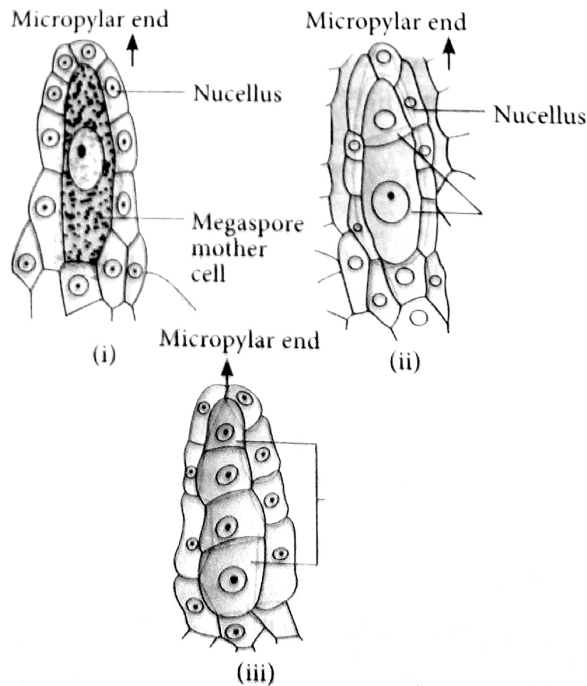 Micropylar end
Nucellus
Megaspore
mother
cell
(i)
Micropylar end
Nucellus
(ii)
Micropylar end
(iii)